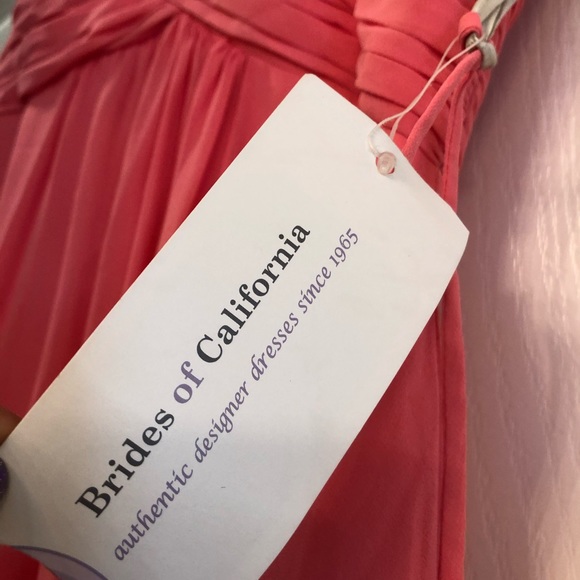 Brides of California
authentic designer dresses since 1965